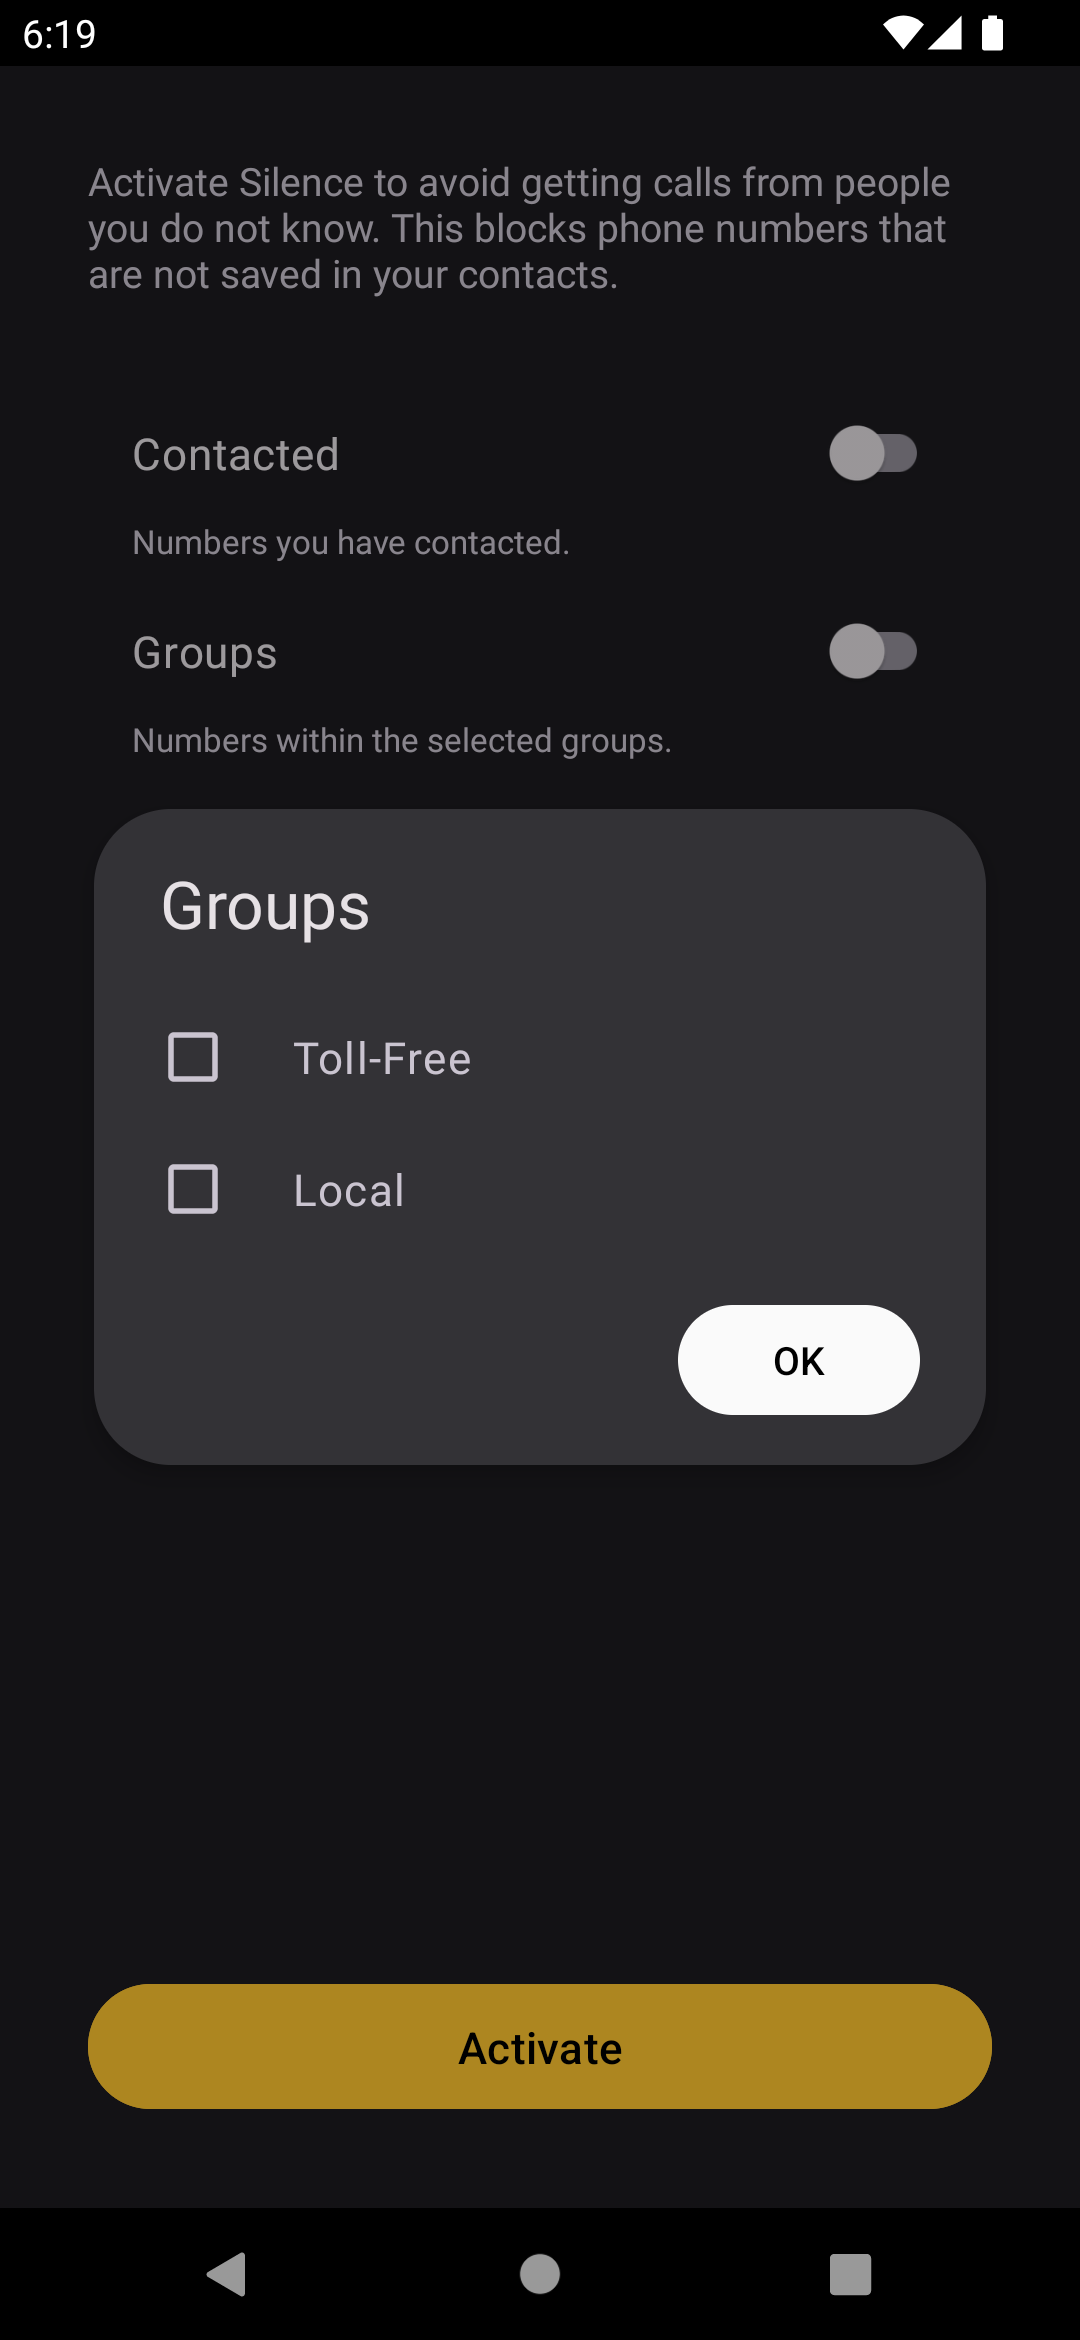 6:19
Activate Silence to avoid getting calls from people
you do not know. This blocks phone numbers that
are not saved in your contacts.
Contacted
Numbers you have contacted.
Groups
Numbers within the selected groups.
Groups
Toll-Free
Local
OK
Activate